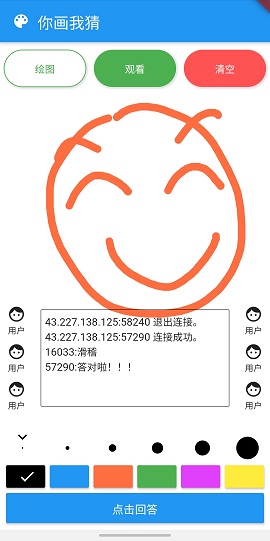 你画我猜
绘图
观看
清空
43.227.138.125:58240 退出连接。
43.227.138.125:57290 连接成功。
16033:滑稽
57290:答对啦！！！
用户
用户
用户
用户
用户
用户
点击回答